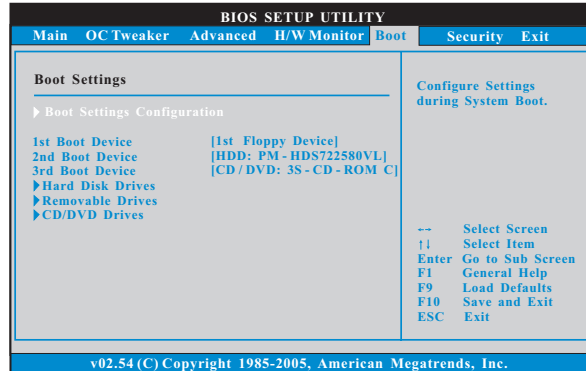 BIOS SETUP UTILITY
Main OC Tweaker Advanced H/W Monitor Boot Security Exit
Boot Settings
Boot Settings Configuration
1st Boot Device [1st Floppy Device]
2nd Boot Device [HDD: PM - HDS722580VL]
3rd Boot Device [CD / DVD: 3S - CD - ROM C]
Hard Disk Drives
Removable Drives
CD/DVD Drives
Configure Settings
during System Boot.
←→ Select Screen
↑↓ Select Item
Enter Go to Sub Screen
F1 General Help
F9 Load Defaults
F10 Save and Exit
ESC Exit
v02.54 (C) Copyright 1985-2005, American Megatrends, Inc.